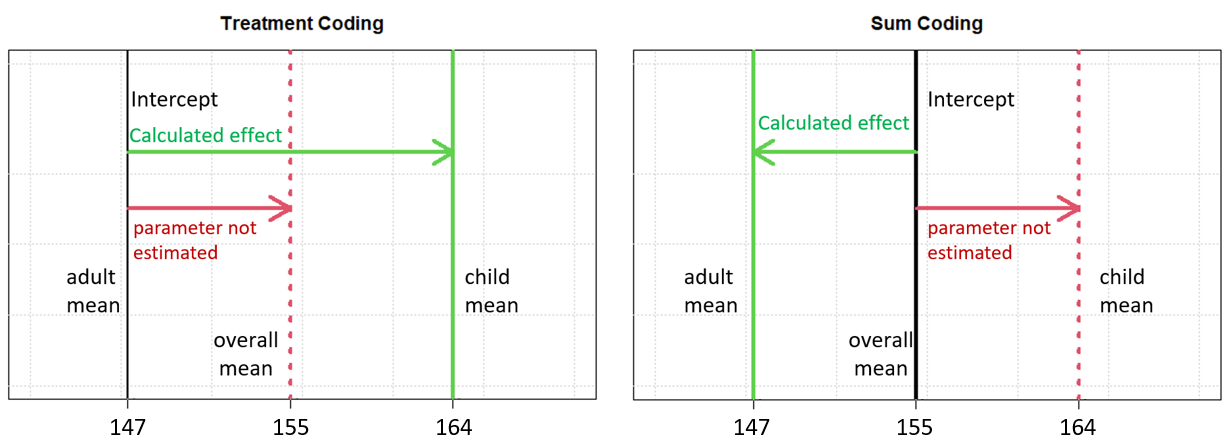 Treatment Coding
Intercept
Calculated effect
parameter not
estimated
adult
mean
child
mean
overall
mean
147
155
164
Sum Coding
Intercept
Calculated effect
parameter not
estimated
adult
mean
child
mean
overall
mean
147
155
164